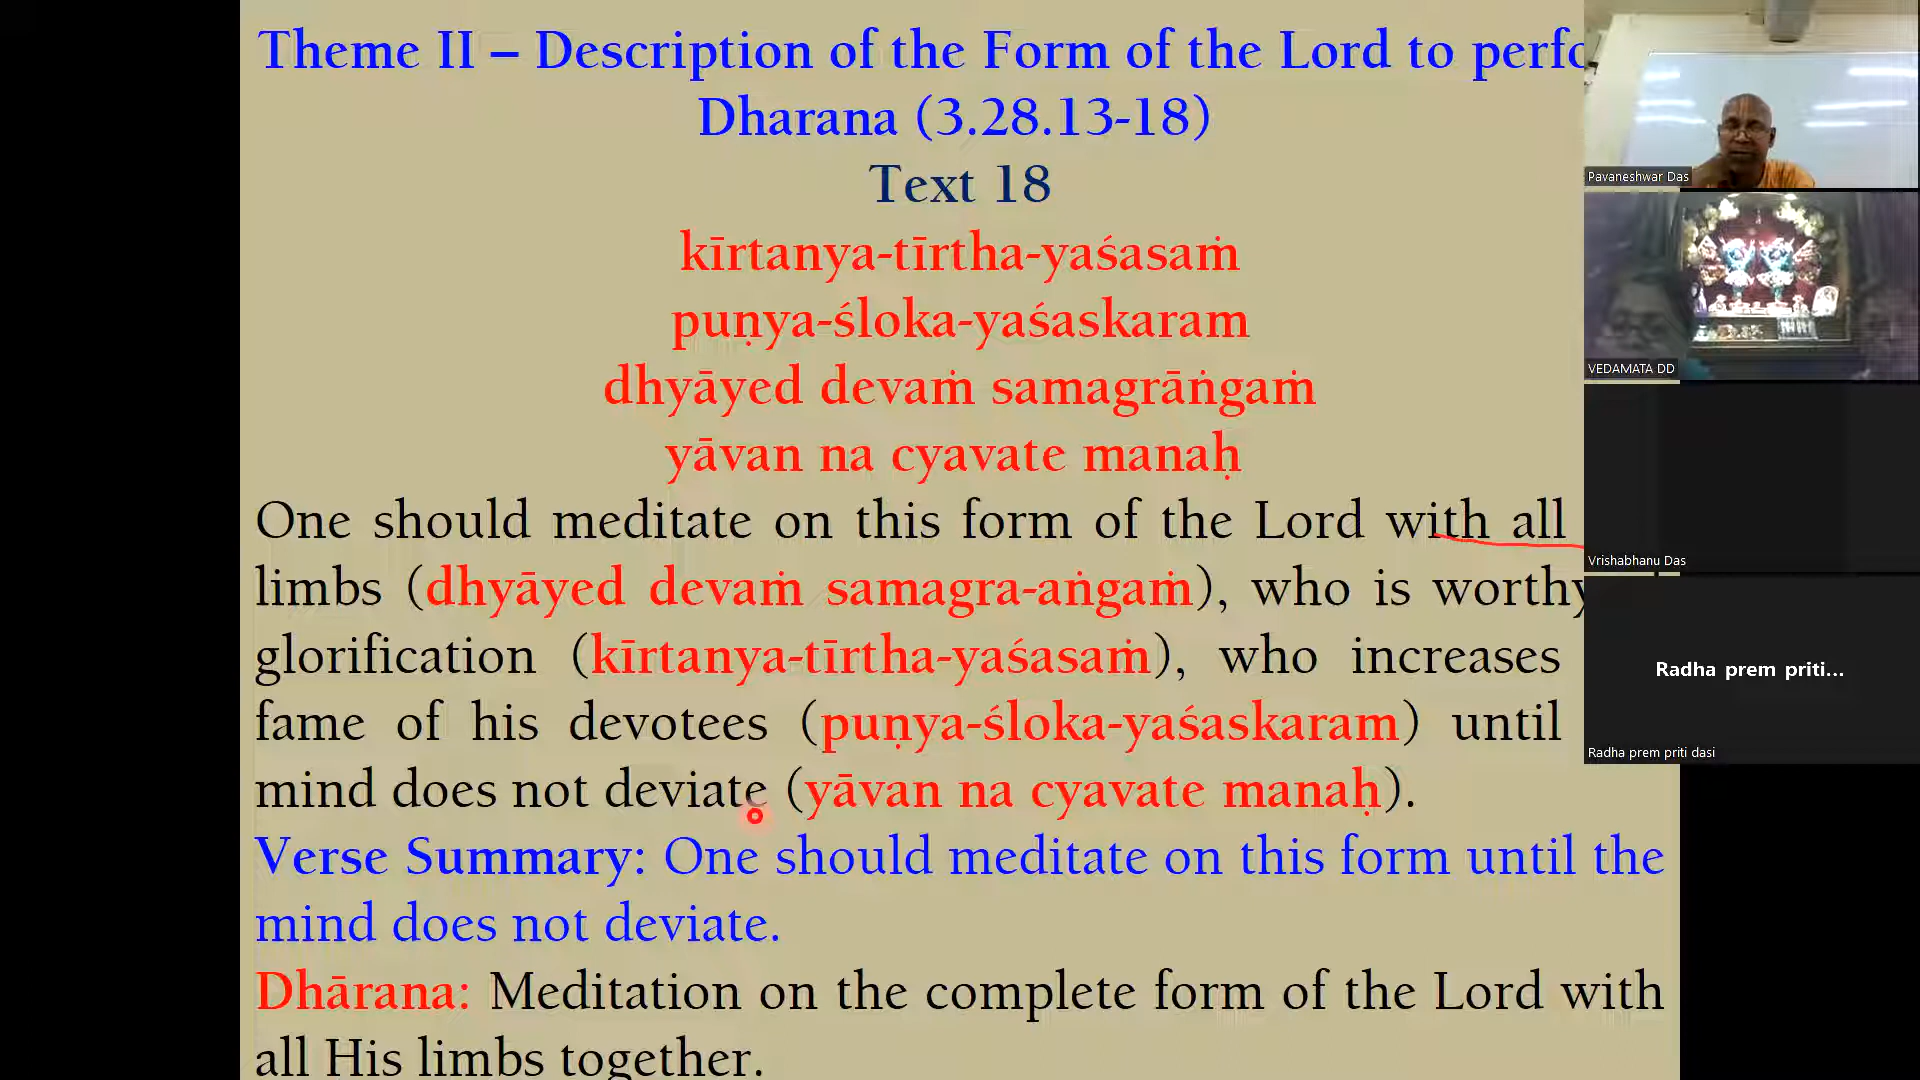 Theme II – Description of the Form of the Lord to perfo
Dharana (3.28.13-18)
Text 18
kīrtanya-tīrtha-yaśasaṁ
puṇya-śloka-yaśaskaram
dhyāyed devaṁ samagrāṅgaṁ
yāvan na cyavate manaḥ
One should meditate on this form of the Lord with all
limbs (dhyāyed devaṁ samagra-aṅgaṁ), who is worthy
glorification (kīrtanya-tīrtha-yaśasaṁ), who increases
fame of his devotees (puṇya-śloka-yaśaskaram) until
mind does not deviate (yāvan na cyavate manaḥ).
Verse Summary: One should meditate on this form until the
mind does not deviate.
Dhārana: Meditation on the complete form of the Lord with
all His limbs together.
Pavaneshwar Das
VEDAMATA DD
Vrishabhanu Das
Radha prem priti...
Radha prem priti dasi